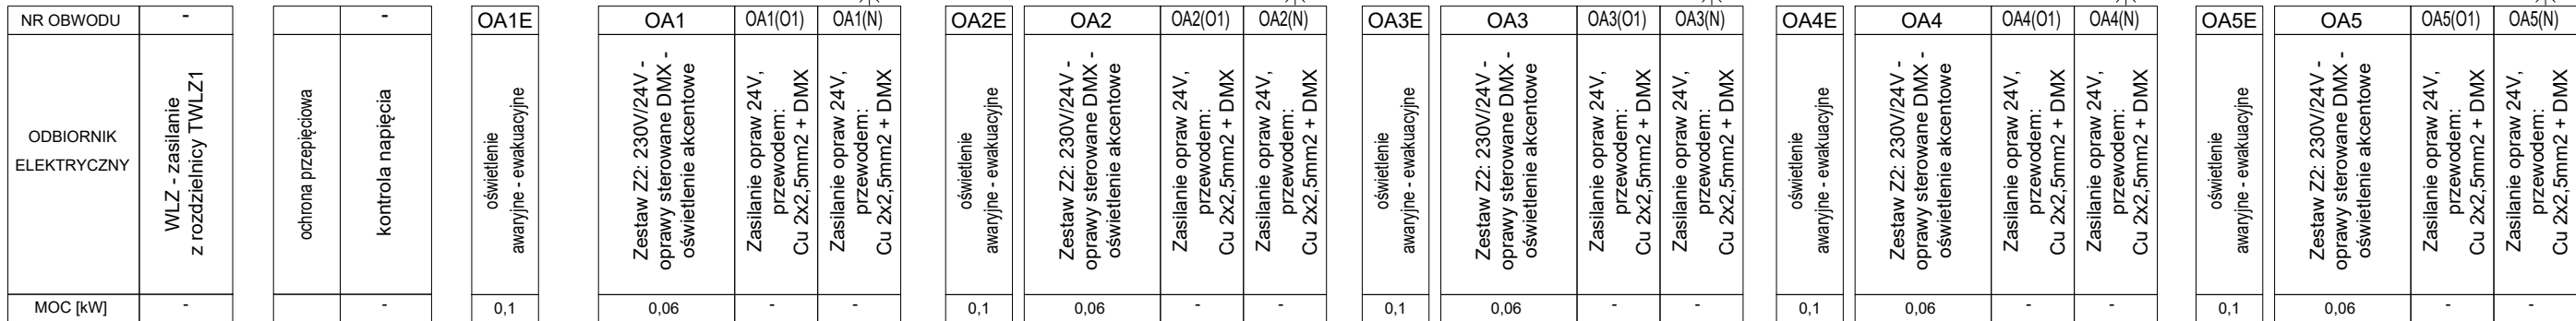 NR OBWODU - - OA1E OA1 OA1(O1) OA1(N) OA2E OA2 OA2(O1) OA2(N) OA3E OA3 OA3(O1) OA3(N) OA4E OA4 OA4(O1) OA4(N) OA5E OA5 OA5(O1) OA5(N)
ODBIORNIK
ELEKTRYCZNY
WLZ - zasilanie
z rozdzielnicy TWLZ1
ochrona przepięciowa
kontrola napięcia
oświetlenie
awaryjne - ewakuacyjne
Zestaw Z2: 230V/24V -
oprawy sterowane DMX -
oświetlenie akcentowe
Zasilanie opraw 24V,
przewodem:
Cu 2x2,5mm2 + DMX
Zasilanie opraw 24V,
przewodem:
Cu 2x2,5mm2 + DMX
oświetlenie
awaryjne - ewakuacyjne
Zestaw Z2: 230V/24V -
oprawy sterowane DMX -
oświetlenie akcentowe
Zasilanie opraw 24V,
przewodem:
Cu 2x2,5mm2 + DMX
Zasilanie opraw 24V,
przewodem:
Cu 2x2,5mm2 + DMX
oświetlenie
awaryjne - ewakuacyjne
Zestaw Z2: 230V/24V -
oprawy sterowane DMX -
oświetlenie akcentowe
Zasilanie opraw 24V,
przewodem:
Cu 2x2,5mm2 + DMX
Zasilanie opraw 24V,
przewodem:
Cu 2x2,5mm2 + DMX
oświetlenie
awaryjne - ewakuacyjne
Zestaw Z2: 230V/24V -
oprawy sterowane DMX -
oświetlenie akcentowe
Zasilanie opraw 24V,
przewodem:
Cu 2x2,5mm2 + DMX
Zasilanie opraw 24V,
przewodem:
Cu 2x2,5mm2 + DMX
oświetlenie
awaryjne - ewakuacyjne
Zestaw Z2: 230V/24V -
oprawy sterowane DMX -
oświetlenie akcentowe
Zasilanie opraw 24V,
przewodem:
Cu 2x2,5mm2 + DMX
Zasilanie opraw 24V,
przewodem:
Cu 2x2,5mm2 + DMX
MOC [kW] - - 0,1 0,06 - - 0,1 0,06 - - 0,1 0,06 - - 0,1 0,06 - - 0,1 0,06 - -